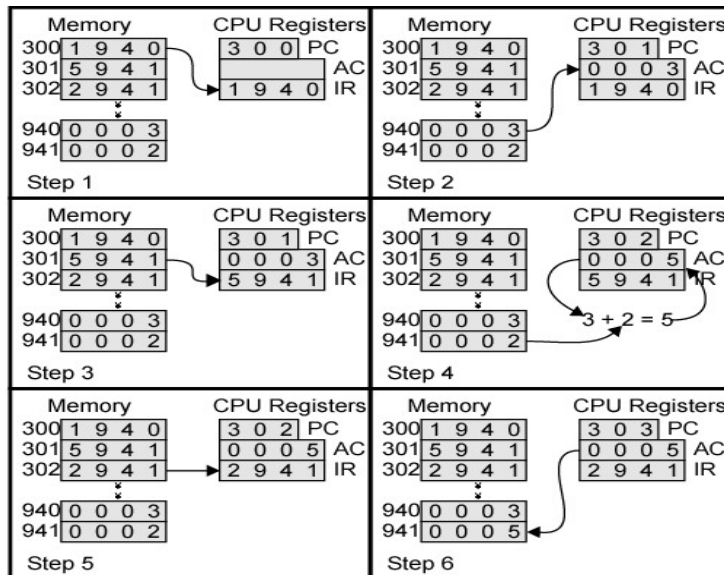 Memory CPU Registers
300 1 9 4 0 3 0 0 PC
301 5 9 4 1 AC
302 2 9 4 1 1 9 4 0 IR
940 0 0 0 3
941 0 0 0 2
Step 1
Memory CPU Registers
300 1 9 4 0 3 0 1 PC
301 5 9 4 1 0 0 0 3 AC
302 2 9 4 1 1 9 4 0 IR
940 0 0 0 3
941 0 0 0 2
Step 2
Memory CPU Registers
300 1 9 4 0 3 0 1 PC
301 5 9 4 1 0 0 0 3 AC
302 2 9 4 1 5 9 4 1 IR
940 0 0 0 3
941 0 0 0 2
Step 3
Memory CPU Registers
300 1 9 4 0 3 0 2 PC
301 5 9 4 1 0 0 0 5 AC
302 2 9 4 1 5 9 4 1 IR
940 0 0 0 3 3 + 2 = 5
941 0 0 0 2
Step 4
Memory CPU Registers
300 1 9 4 0 3 0 2 PC
301 5 9 4 1 0 0 0 5 AC
302 2 9 4 1 2 9 4 1 IR
940 0 0 0 3
941 0 0 0 2
Step 5
Memory CPU Registers
300 1 9 4 0 3 0 3 PC
301 5 9 4 1 0 0 0 5 AC
302 2 9 4 1 2 9 4 1 IR
940 0 0 0 3
941 0 0 0 5
Step 6